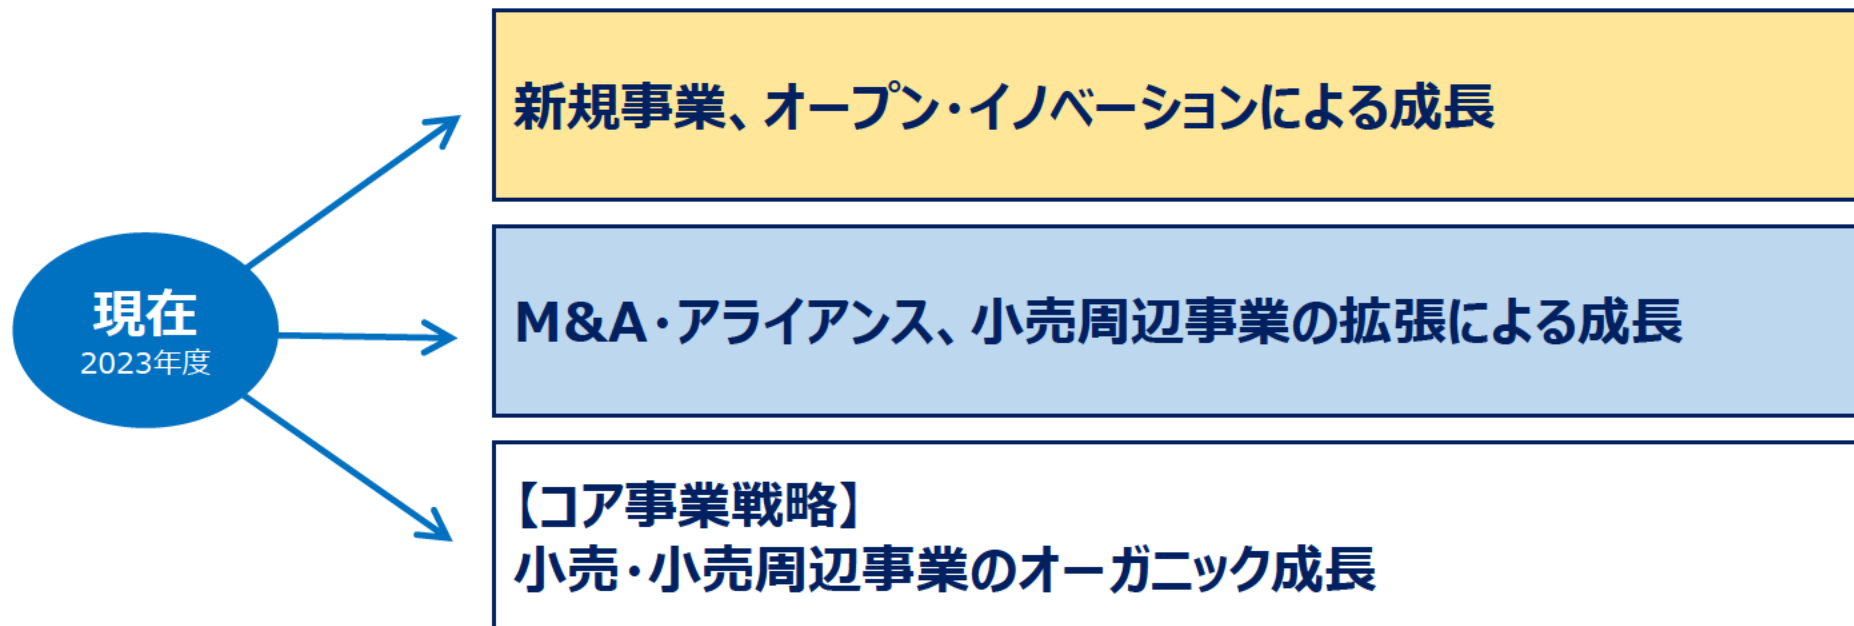 新規事業、オープン・イノベーションによる成長
現在
2023年度
M&A・アライアンス、小売周辺事業の拡張による成長
【コア事業戦略】
小売・小売周辺事業のオーガニック成長